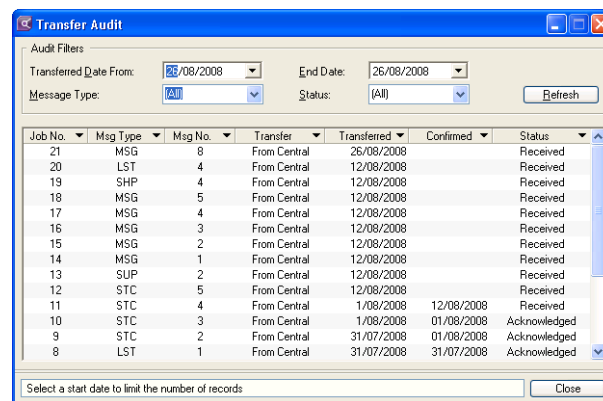 Transfer Audit
Audit Filters
Transferred Date From: 26/08/2008 End Date: 26/08/2008
Message Type: (All) Status: (All) Refresh
Job No. Msg Type Msg No. Transfer Transferred Confirmed Status
21 MSG 8 From Central 26/08/2008 Received
20 LST 4 From Central 12/08/2008 Received
19 SHP 4 From Central 12/08/2008 Received
18 MSG 5 From Central 12/08/2008 Received
17 MSG 4 From Central 12/08/2008 Received
16 MSG 3 From Central 12/08/2008 Received
15 MSG 2 From Central 12/08/2008 Received
14 MSG 1 From Central 12/08/2008 Received
13 SUP 2 From Central 12/08/2008 Received
12 STC 5 From Central 12/08/2008 Received
11 STC 4 From Central 1/08/2008 12/08/2008 Received
10 STC 3 From Central 1/08/2008 01/08/2008 Acknowledged
9 STC 2 From Central 31/07/2008 01/08/2008 Acknowledged
8 LST 1 From Central 31/07/2008 31/07/2008 Acknowledged
Select a start date to limit the number of records Close